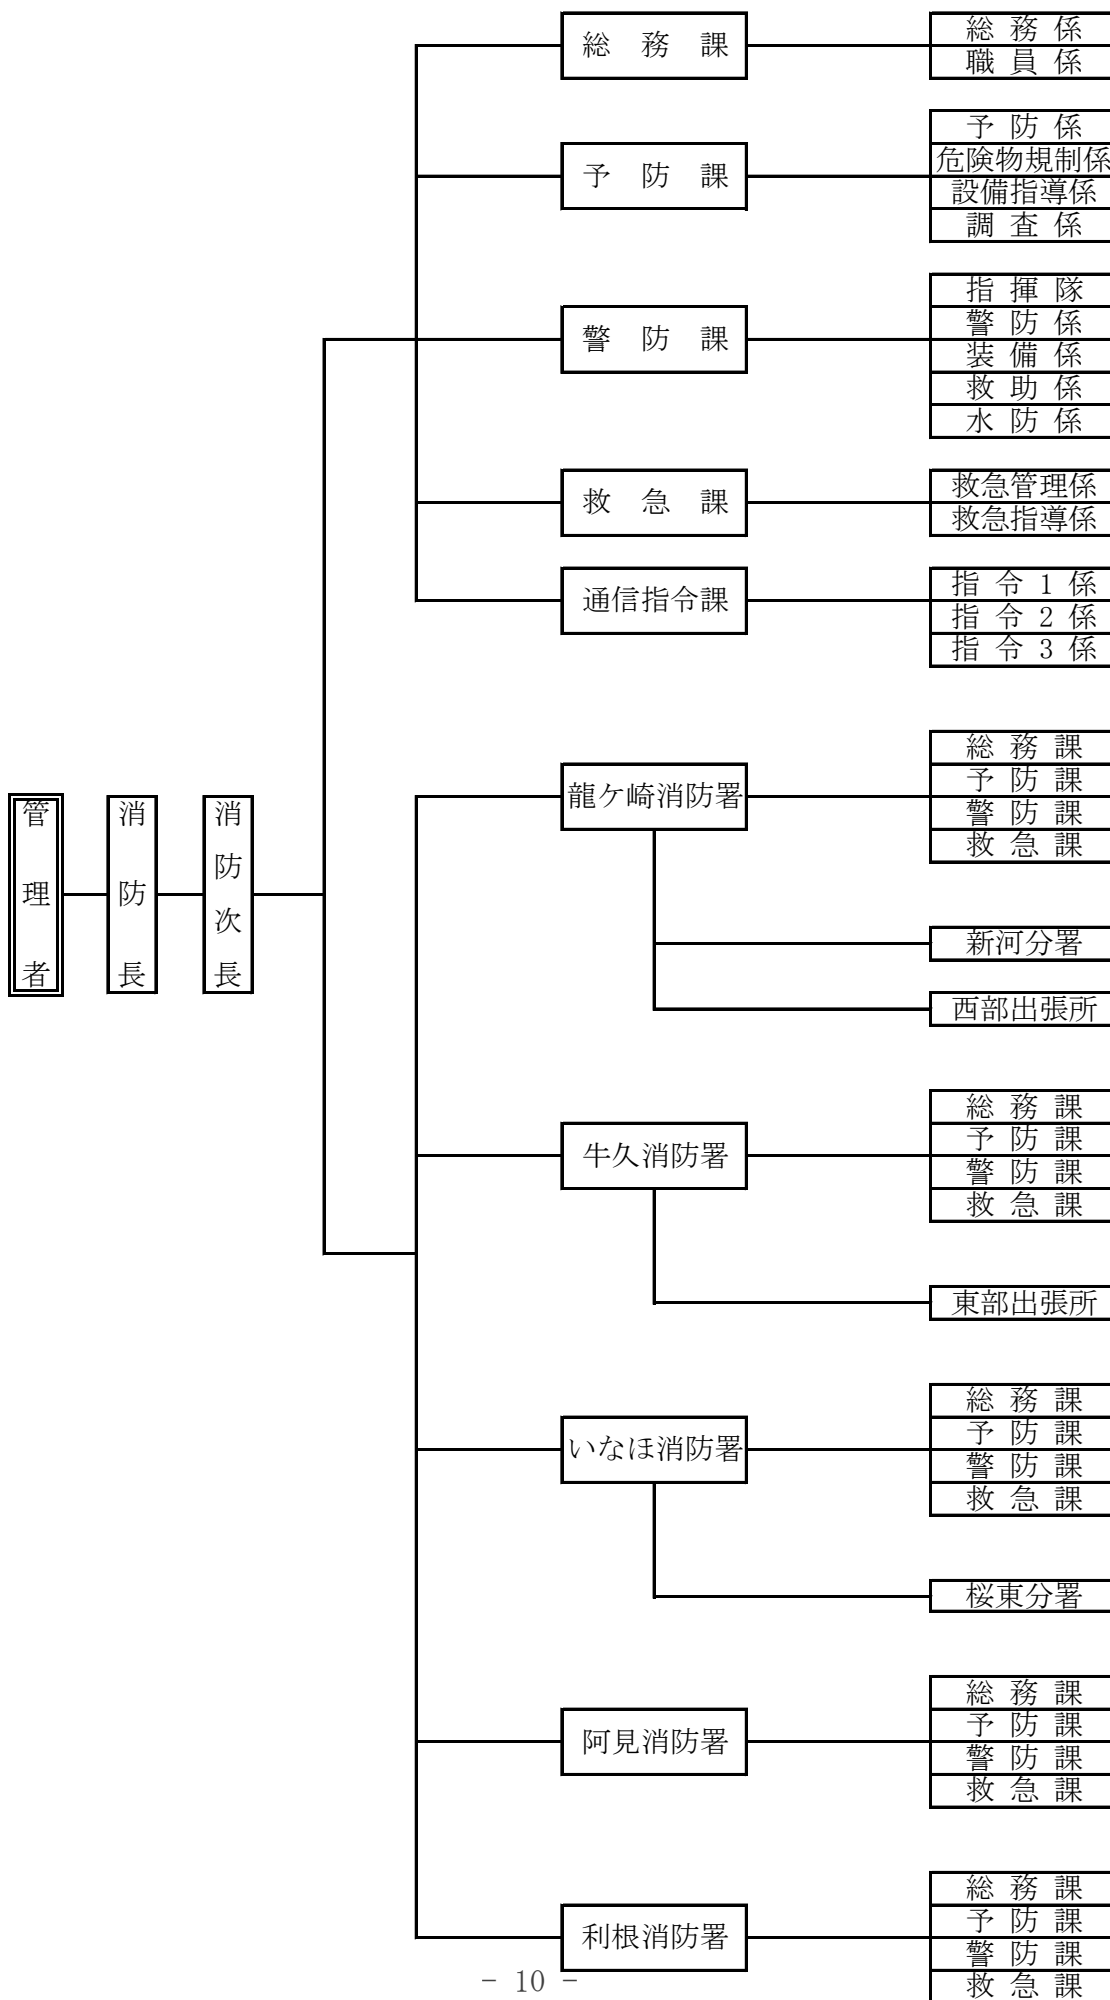 総務課
総務係
職員係
予防課
予防係
危険物規制係
設備指導係
調査係
警防課
指揮隊
警防係
装備係
救助係
水防係
救急課
救急管理係
救急指導係
通信指令課
指令1係
指令2係
指令3係
管理者
消防長
消防次長
龍ケ崎消防署
総務課
予防課
警防課
救急課
新河分署
西部出張所
牛久消防署
総務課
予防課
警防課
救急課
東部出張所
いなほ消防署
総務課
予防課
警防課
救急課
桜東分署
阿見消防署
総務課
予防課
警防課
救急課
利根消防署
総務課
予防課
警防課
救急課
- 10 -